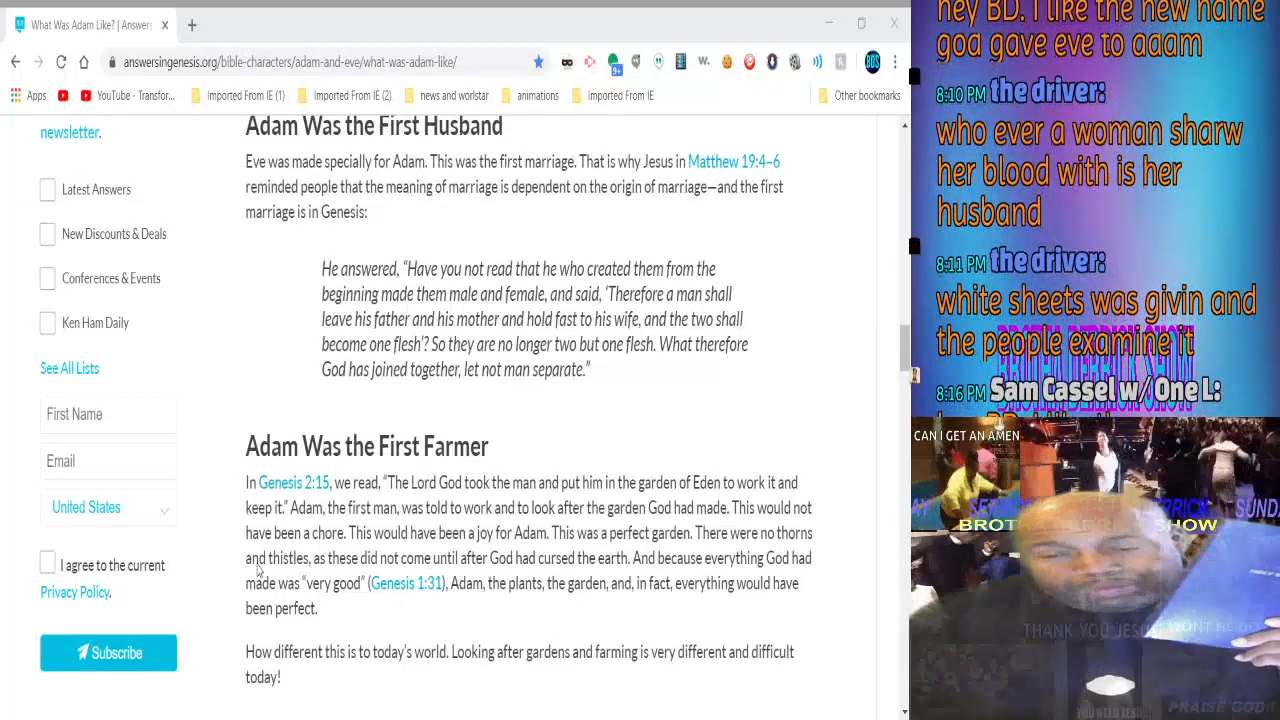 What Was Adam Like? | Answers
answersingenesis.org/bible-characters/adam-and-eve/what-was-adam-like/
9+
W.
BDS
Apps
YouTube - Transfor...
Imported From IE (1)
Imported From IE (2)
news and worlstar
animations
Imported From IE
Other bookmarks
newsletter.
Latest Answers
New Discounts & Deals
Conferences & Events
Ken Ham Daily
See All Lists
First Name
Email
United States
I agree to the current
Privacy Policy.
Subscribe
Adam Was the First Husband
Eve was made specially for Adam. This was the first marriage. That is why Jesus in Matthew 19:4–6
reminded people that the meaning of marriage is dependent on the origin of marriage—and the first
marriage is in Genesis:
He answered, “Have you not read that he who created them from the
beginning made them male and female, and said, ‘Therefore a man shall
leave his father and his mother and hold fast to his wife, and the two shall
become one flesh’? So they are no longer two but one flesh. What therefore
God has joined together, let not man separate.”
Adam Was the First Farmer
In Genesis 2:15, we read, “The Lord God took the man and put him in the garden of Eden to work it and
keep it.” Adam, the first man, was told to work and to look after the garden God had made. This would not
have been a chore. This would have been a joy for Adam. This was a perfect garden. There were no thorns
and thistles, as these did not come until after God had cursed the earth. And because everything God had
made was “very good” (Genesis 1:31), Adam, the plants, the garden, and, in fact, everything would have
been perfect.
How different this is to today’s world. Looking after gardens and farming is very different and difficult
today!
hey BD. I like the new name
god gave eve to adam
8:10 PM the driver:
who ever a woman sharw
her blood with is her
husband
8:11 PM the driver:
white sheets was givin and
the people examine it
BROTHA DERRICK SHOW
8:16 PM Sam Cassel w/ One L:
CAN I GET AN AMEN
SUND
SHOW
THANK YOU JESUS
WONT HE DO
PRAISE GOD